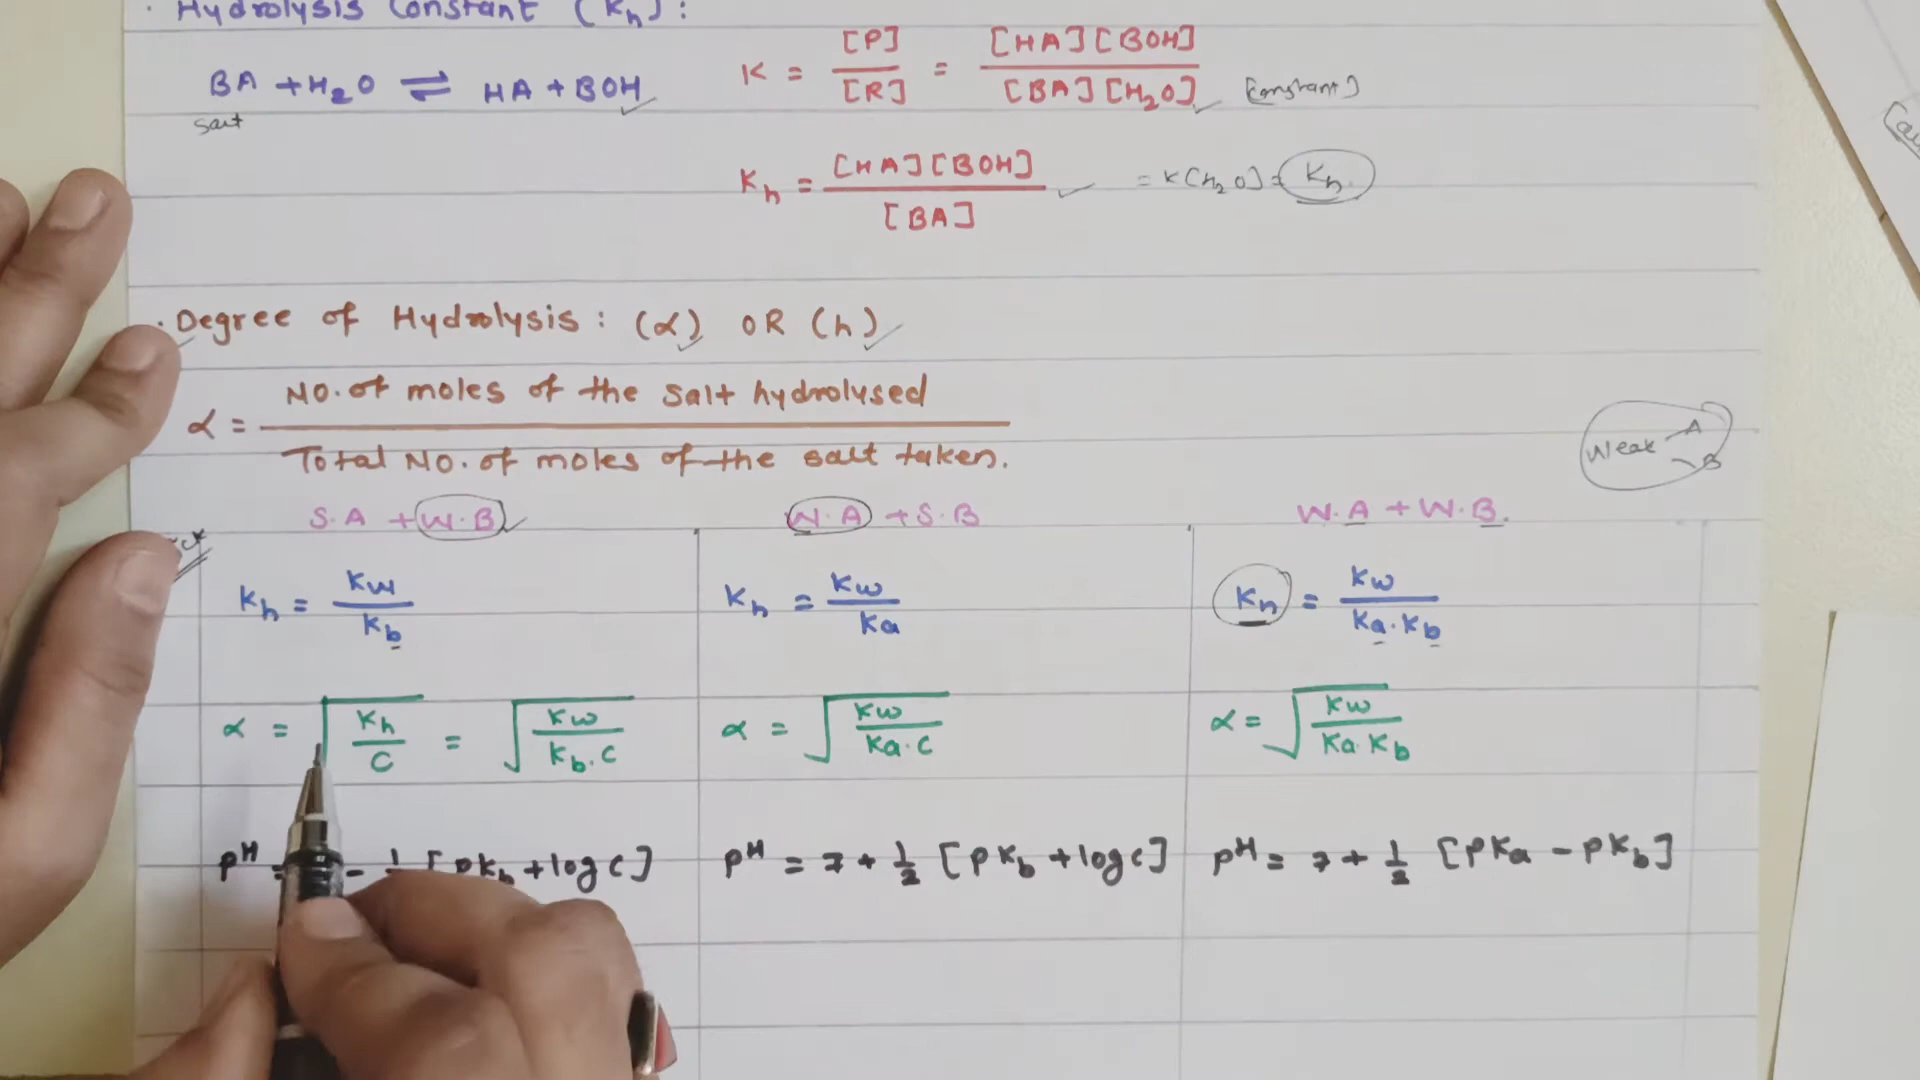 · Hydrolysis Constant (Kh):
BA + H2O ⇌ HA + BOH
Salt
K = [P]/[R] = [HA][BOH]/[BA][H2O] [Constant]
Kh = [HA][BOH]/[BA] = K[H2O] = Kh
· Degree of Hydrolysis: (α) OR (h)
α = No. of moles of the salt hydrolysed / Total No. of moles of the salt taken.
Weak A B
S.A + W.B W.A + S.B W.A + W.B.
Kh = Kw/Kb Kh = Kw/Ka Kh = Kw/Ka.Kb
α = √(Kh/C) = √(Kw/Kb.C) α = √(Kw/Ka.C) α = √(Kw/Ka.Kb)
pH - 1/2 [pKb + log c] pH = 7 + 1/2 [pKb + log c] pH = 7 + 1/2 [pKa - pKb]